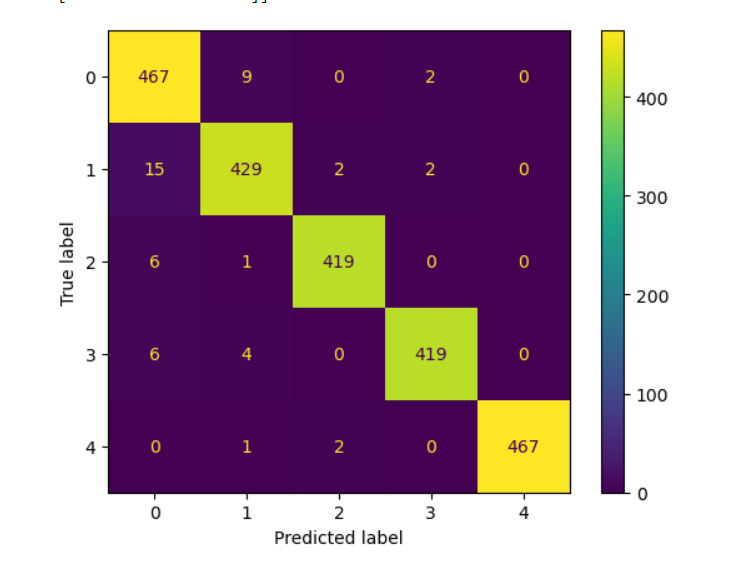 0 467 9 0 2 0
1 15 429 2 2 0
2 6 1 419 0 0
3 6 4 0 419 0
4 0 1 2 0 467
0 1 2 3 4
Predicted label
True label
400
300
200
100
0